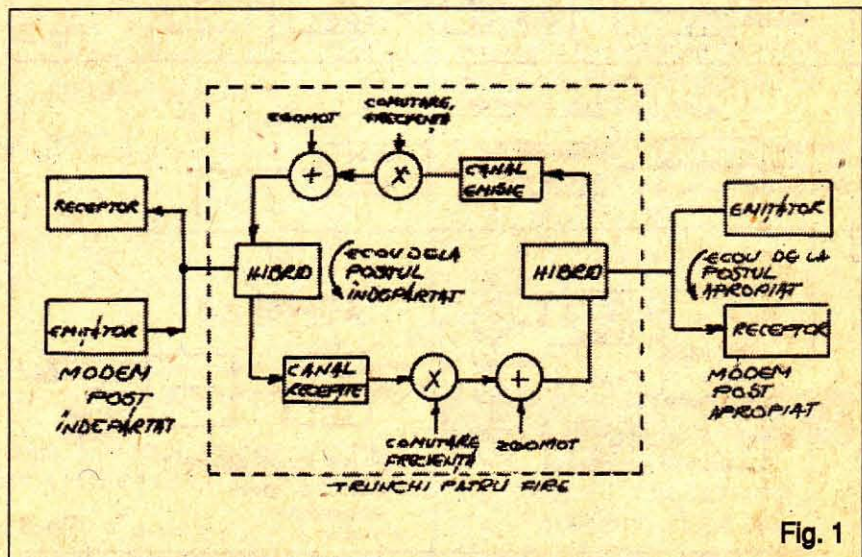 COMUTARE,
FRECVENȚĂ
ZGOMOT
CANAL
EMISIE
RECEPTOR
EMIȚĂTOR
HIBRID
ECOU DE LA
POSTUL
ÎNDEPĂRTAT
HIBRID
ECOU DE LA
POSTUL
APROPIAT
EMIȚĂTOR
MODEM
POST
ÎNDEPĂRTAT
RECEPTOR
MODEM
POST
APROPIAT
CANAL
RECEPȚIE
COMUTARE
FRECVENȚĂ
ZGOMOT
TRUNCHI PATRU FIRE
Fig. 1